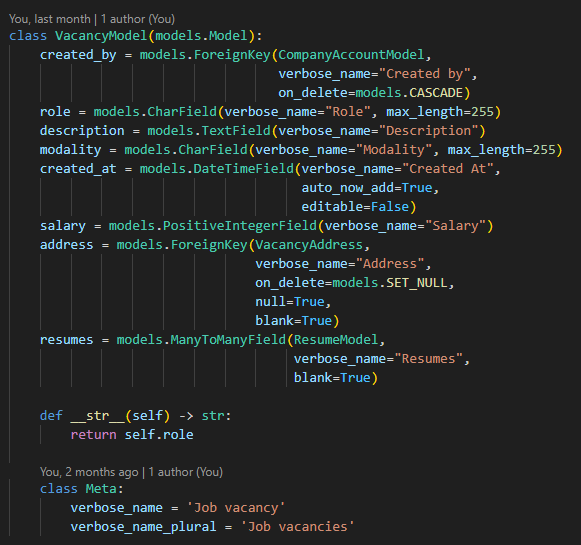 You, last month | 1 author (You)
class VacancyModel(models.Model):
    created_by = models.ForeignKey(CompanyAccountModel,
                                   verbose_name="Created by",
                                   on_delete=models.CASCADE)
    role = models.CharField(verbose_name="Role", max_length=255)
    description = models.TextField(verbose_name="Description")
    modality = models.CharField(verbose_name="Modality", max_length=255)
    created_at = models.DateTimeField(verbose_name="Created At",
                                      auto_now_add=True,
                                      editable=False)
    salary = models.PositiveIntegerField(verbose_name="Salary")
    address = models.ForeignKey(VacancyAddress,
                                verbose_name="Address",
                                on_delete=models.SET_NULL,
                                null=True,
                                blank=True)
    resumes = models.ManyToManyField(ResumeModel,
                                     verbose_name="Resumes",
                                     blank=True)
    def __str__(self) -> str:
        return self.role
    You, 2 months ago | 1 author (You)
    class Meta:
        verbose_name = 'Job vacancy'
        verbose_name_plural = 'Job vacancies'